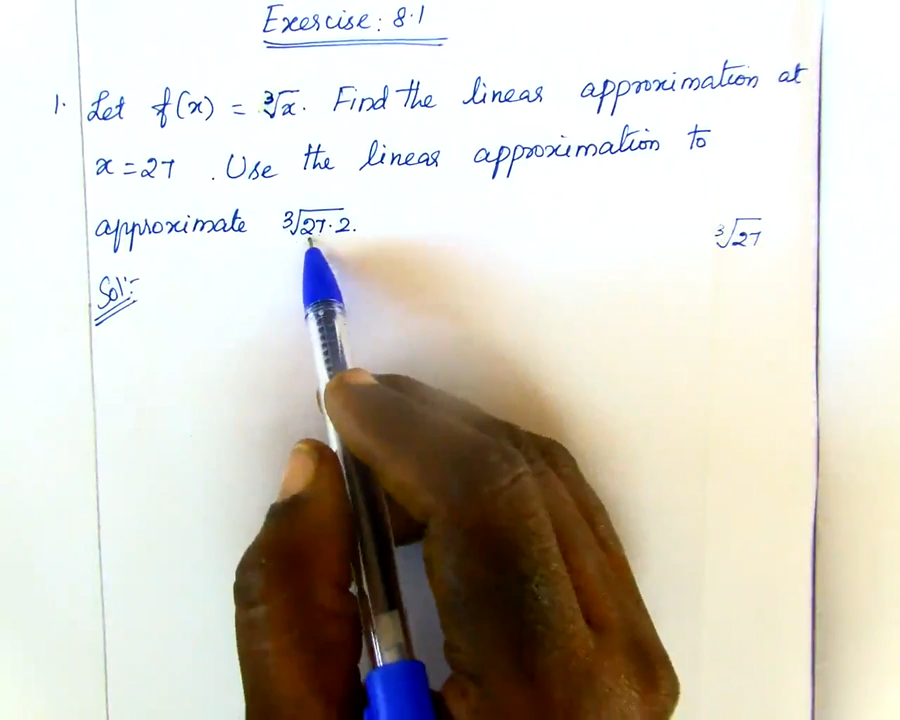 Exercise: 8.1
1. Let f(x) = ∛x. Find the linear approximation at
x = 27 . Use the linear approximation to
approximate ∛27.2.
∛27
Sol:-